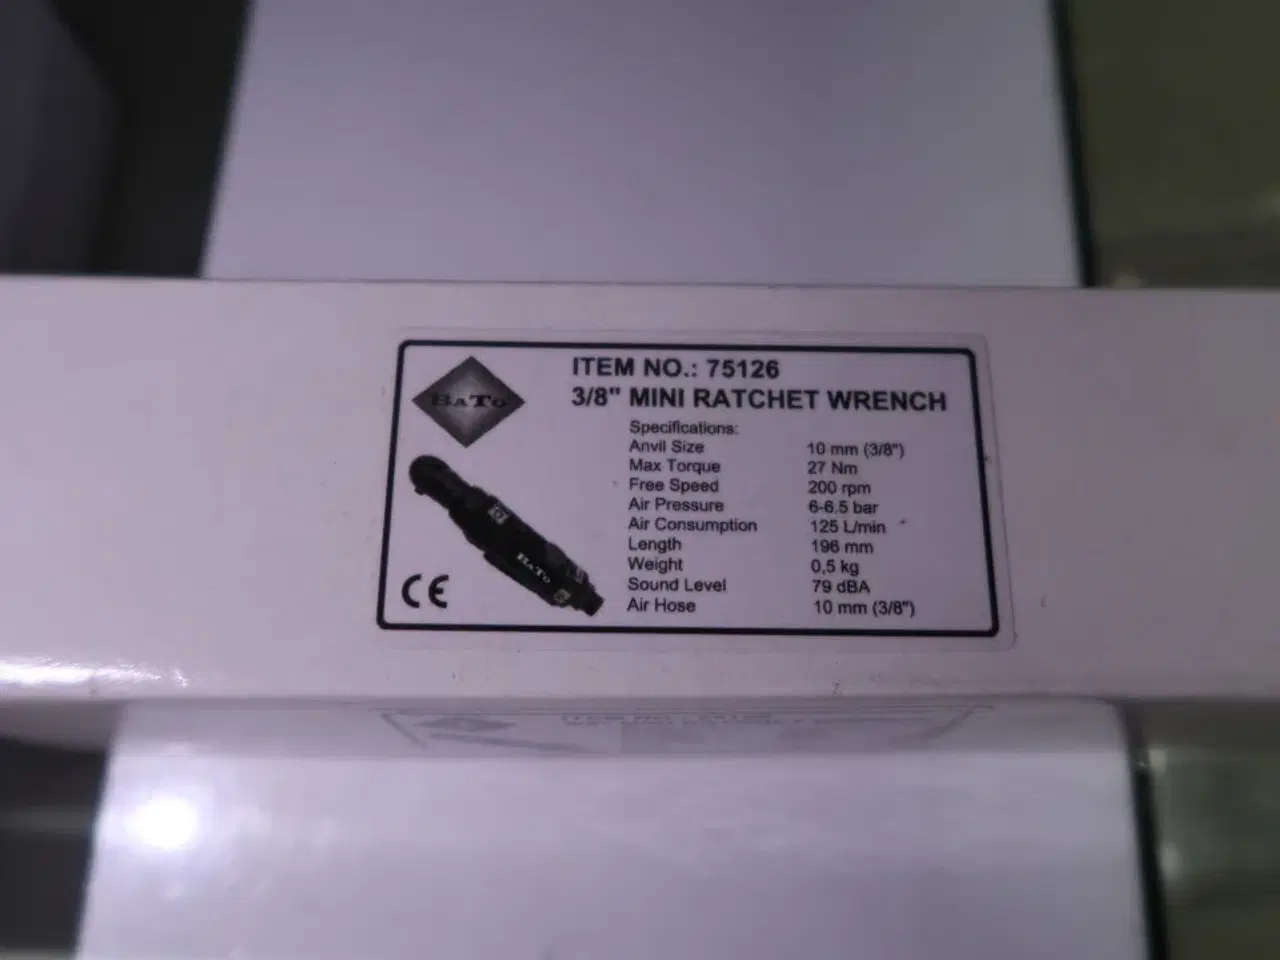 BaTo
ITEM NO.: 75126
3/8" MINI RATCHET WRENCH
Specifications:
Anvil Size 10 mm (3/8")
Max Torque 27 Nm
Free Speed 200 rpm
Air Pressure 6-6.5 bar
Air Consumption 125 L/min
Length 196 mm
Weight 0,5 kg
Sound Level 79 dBA
Air Hose 10 mm (3/8")
BaTo
CE